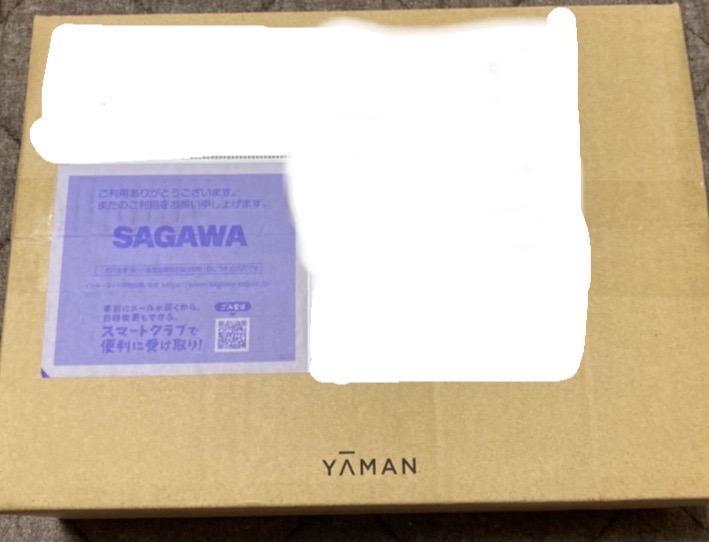 ご利用ありがとうございます。
またのご利用をお願い申し上げます。
SAGAWA
事前にメールが届くから、
日時変更もできる。
スマートクラブで
便利に受け取り!
YĀMAN